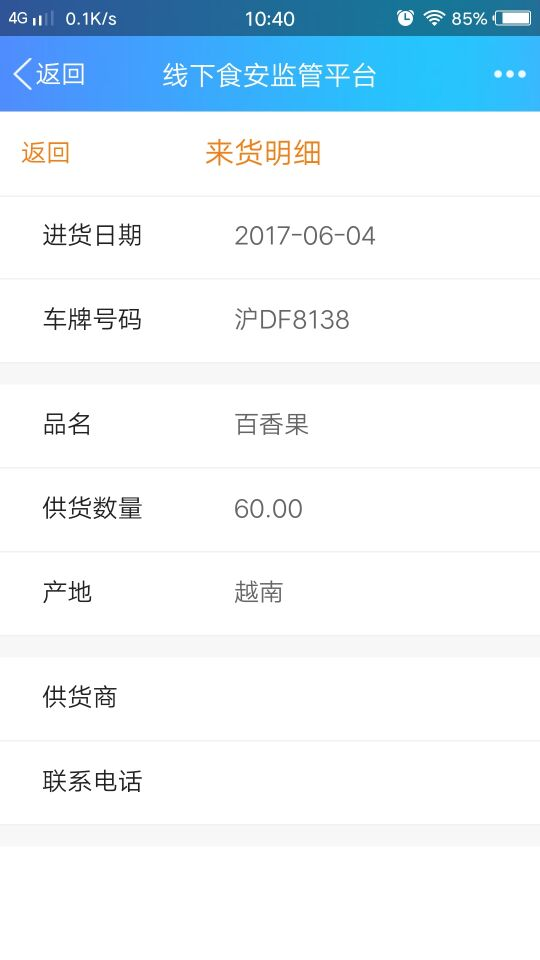 4G 0.1K/s 10:40 85%
返回 线下食安监管平台
返回 来货明细
进货日期 2017-06-04
车牌号码 沪DF8138
品名 百香果
供货数量 60.00
产地 越南
供货商
联系电话